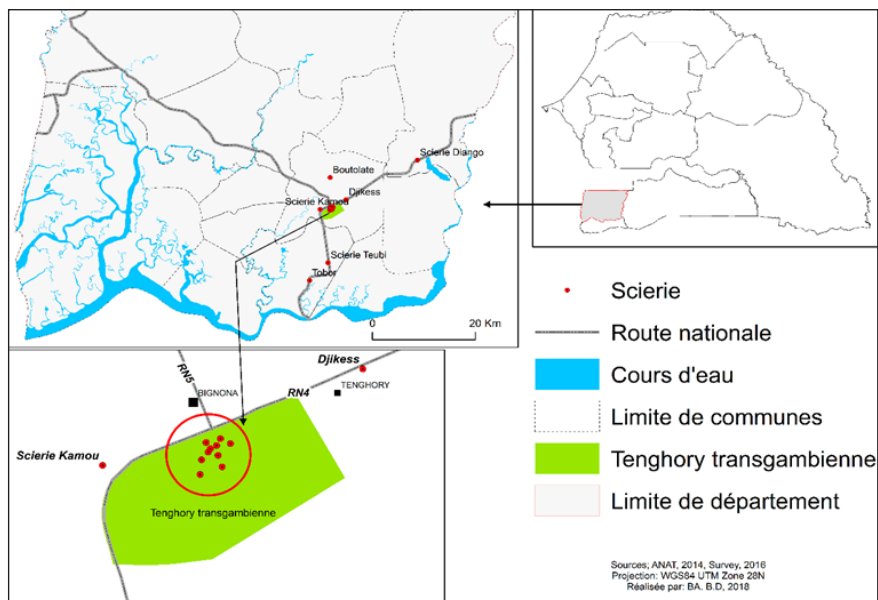 Scierie Diango
Boutolate
Djikess
Scierie Kamou
Scierie Teubi
Tobor
0 20 Km
Djikess
RN5
BIGNONA
TENGHORY
RN4
Scierie Kamou
Tenghory transgambienne
Scierie
Route nationale
Cours d'eau
Limite de communes
Tenghory transgambienne
Limite de département
Sources; ANAT, 2014, Survey, 2016
Projection: WGS84 UTM Zone 28N
Réalisée par: BA. B.D, 2018